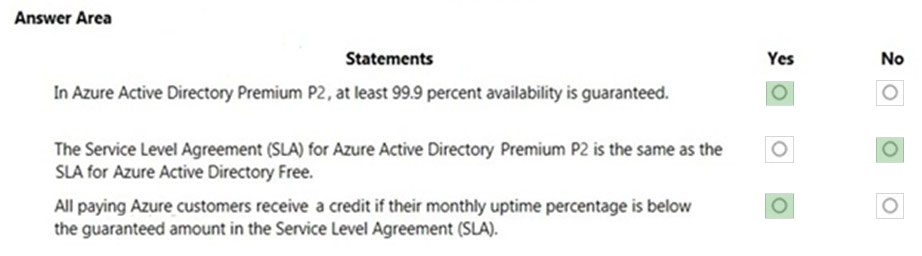 Answer Area
Statements Yes No
In Azure Active Directory Premium P2, at least 99.9 percent availability is guaranteed.
The Service Level Agreement (SLA) for Azure Active Directory Premium P2 is the same as the
SLA for Azure Active Directory Free.
All paying Azure customers receive a credit if their monthly uptime percentage is below
the guaranteed amount in the Service Level Agreement (SLA).